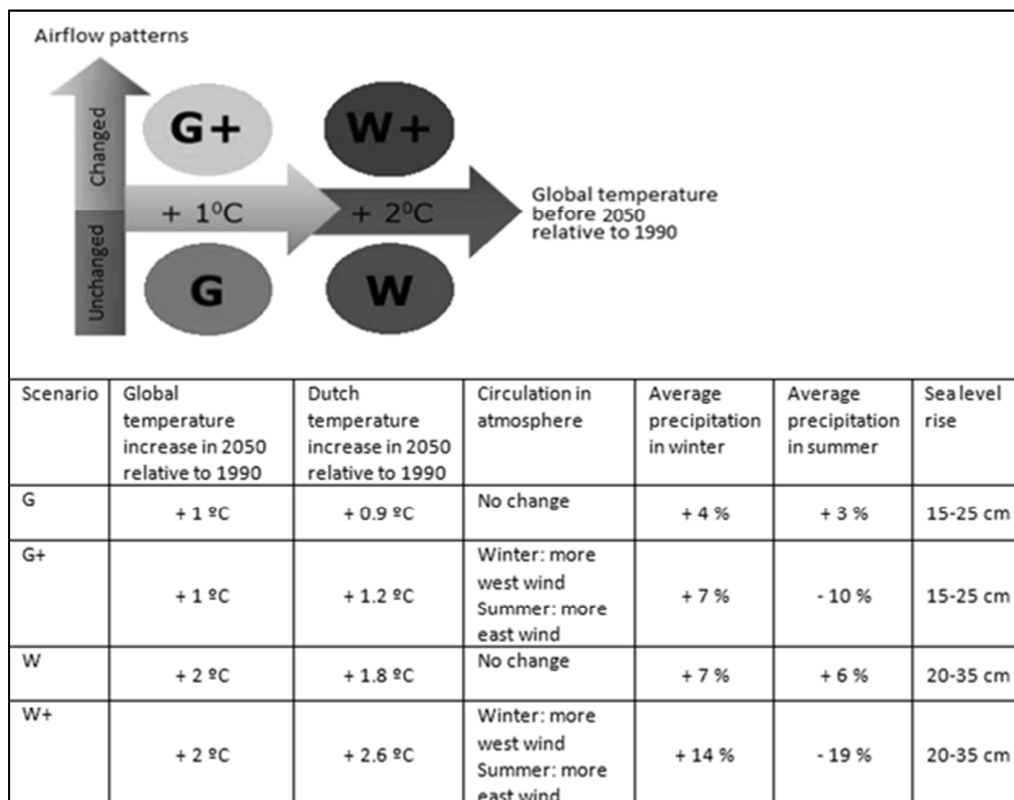 Airflow patterns
Changed
Unchanged
G+
W+
+ 1⁰C
+ 2⁰C
G
W
Global temperature
before 2050
relative to 1990
Scenario
Global
temperature
increase in 2050
relative to 1990
Dutch
temperature
increase in 2050
relative to 1990
Circulation in
atmosphere
Average
precipitation
in winter
Average
precipitation
in summer
Sea level
rise
G
+ 1 ºC
+ 0.9 ºC
No change
+ 4 %
+ 3 %
15-25 cm
G+
+ 1 ºC
+ 1.2 ºC
Winter: more
west wind
Summer: more
east wind
+ 7 %
- 10 %
15-25 cm
W
+ 2 ºC
+ 1.8 ºC
No change
+ 7 %
+ 6 %
20-35 cm
W+
+ 2 ºC
+ 2.6 ºC
Winter: more
west wind
Summer: more
east wind
+ 14 %
- 19 %
20-35 cm